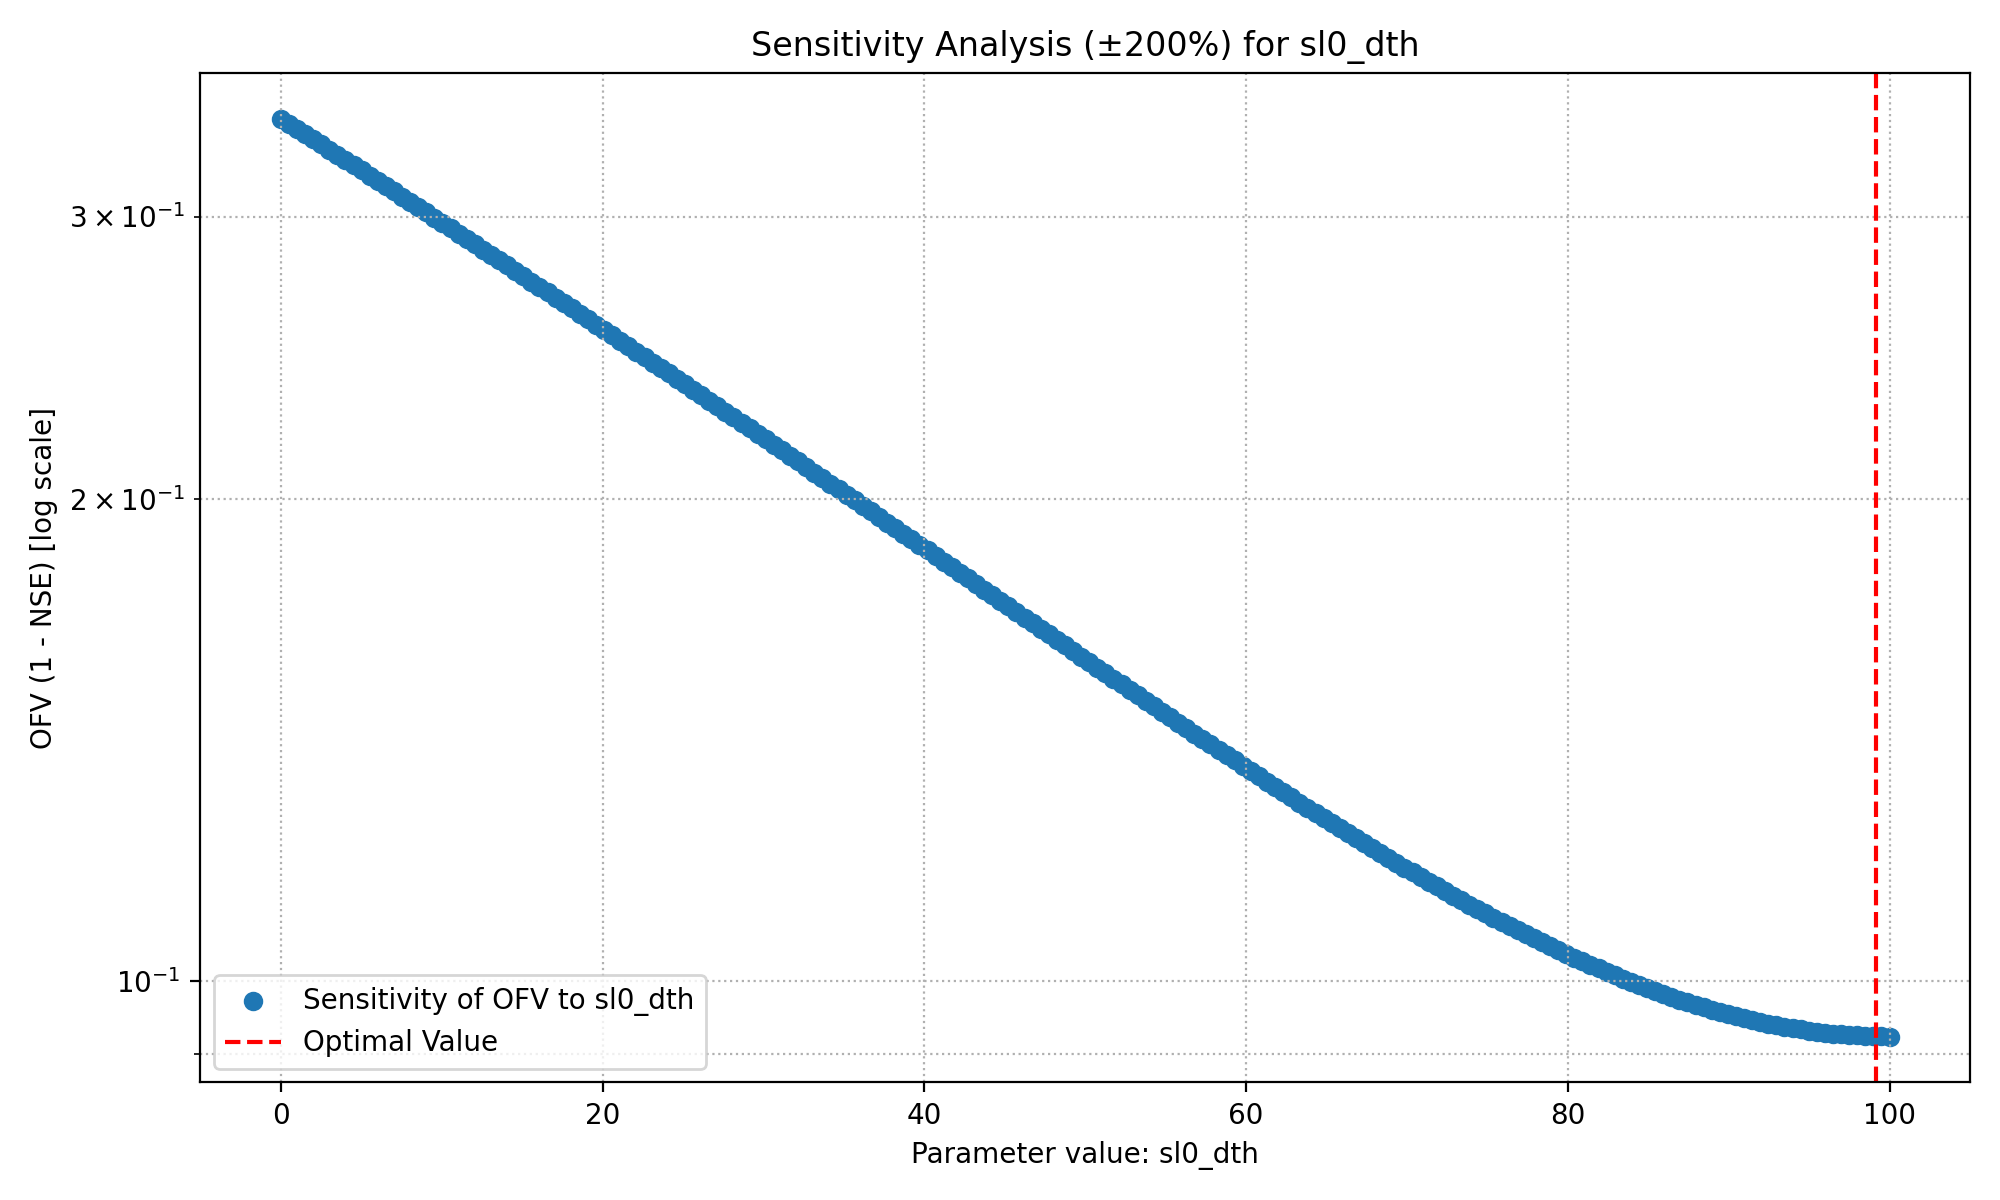 Sensitivity Analysis (±200%) for sl0_dth
OFV (1 - NSE) [log scale]
3 × 10⁻¹
2 × 10⁻¹
10⁻¹
Sensitivity of OFV to sl0_dth
Optimal Value
0 20 40 60 80 100
Parameter value: sl0_dth